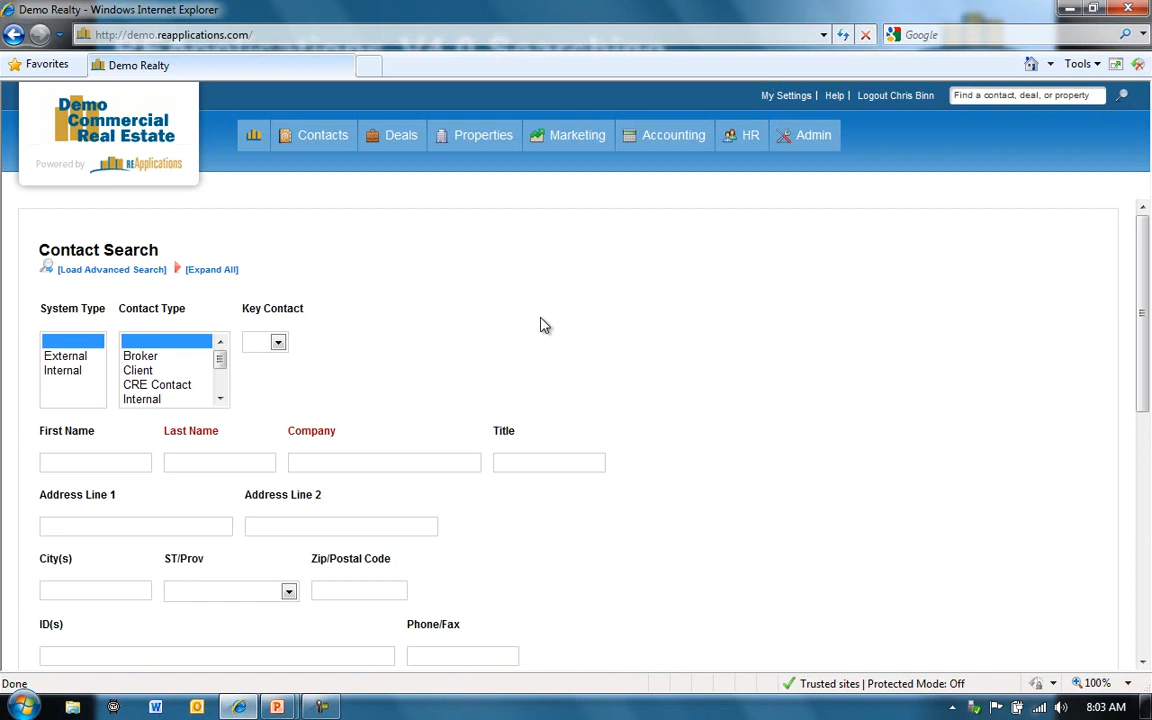 Demo Realty - Windows Internet Explorer
http://demo.reapplications.com/
Google
Favorites
Demo Realty
Tools
My Settings | Help | Logout Chris Binn
Find a contact, deal, or property
Demo
Commercial
Real Estate
Powered by REApplications
Contacts
Deals
Properties
Marketing
Accounting
HR
Admin
Contact Search
[Load Advanced Search] [Expand All]
System Type Contact Type Key Contact
External
Internal
Broker
Client
CRE Contact
Internal
First Name Last Name Company Title
Address Line 1 Address Line 2
City(s) ST/Prov Zip/Postal Code
ID(s) Phone/Fax
Done
Trusted sites | Protected Mode: Off
100%
8:03 AM